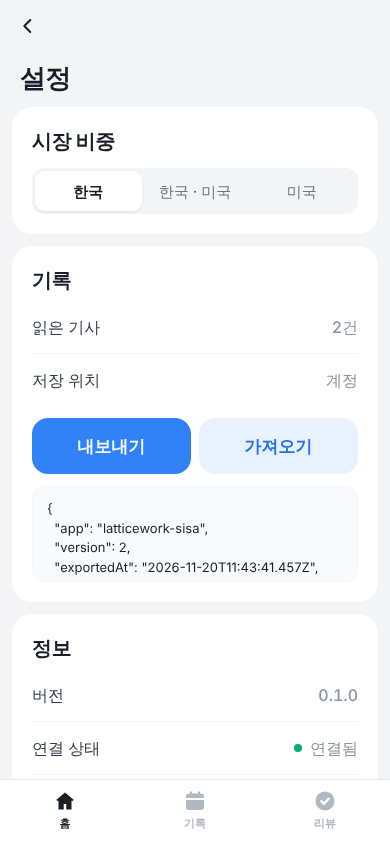 설정
시장 비중
한국
한국 · 미국
미국
기록
읽은 기사
2건
저장 위치
계정
내보내기
가져오기
{
"app": "latticework-sisa",
"version": 2,
"exportedAt": "2026-11-20T11:43:41.457Z",
정보
버전
0.1.0
연결 상태
연결됨
홈
기록
리뷰